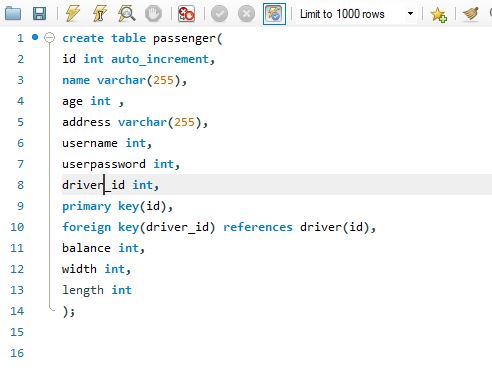 Limit to 1000 rows
1 create table passenger(
2 id int auto_increment,
3 name varchar(255),
4 age int ,
5 address varchar(255),
6 username int,
7 userpassword int,
8 driver_id int,
9 primary key(id),
10 foreign key(driver_id) references driver(id),
11 balance int,
12 width int,
13 length int
14 );
15
16